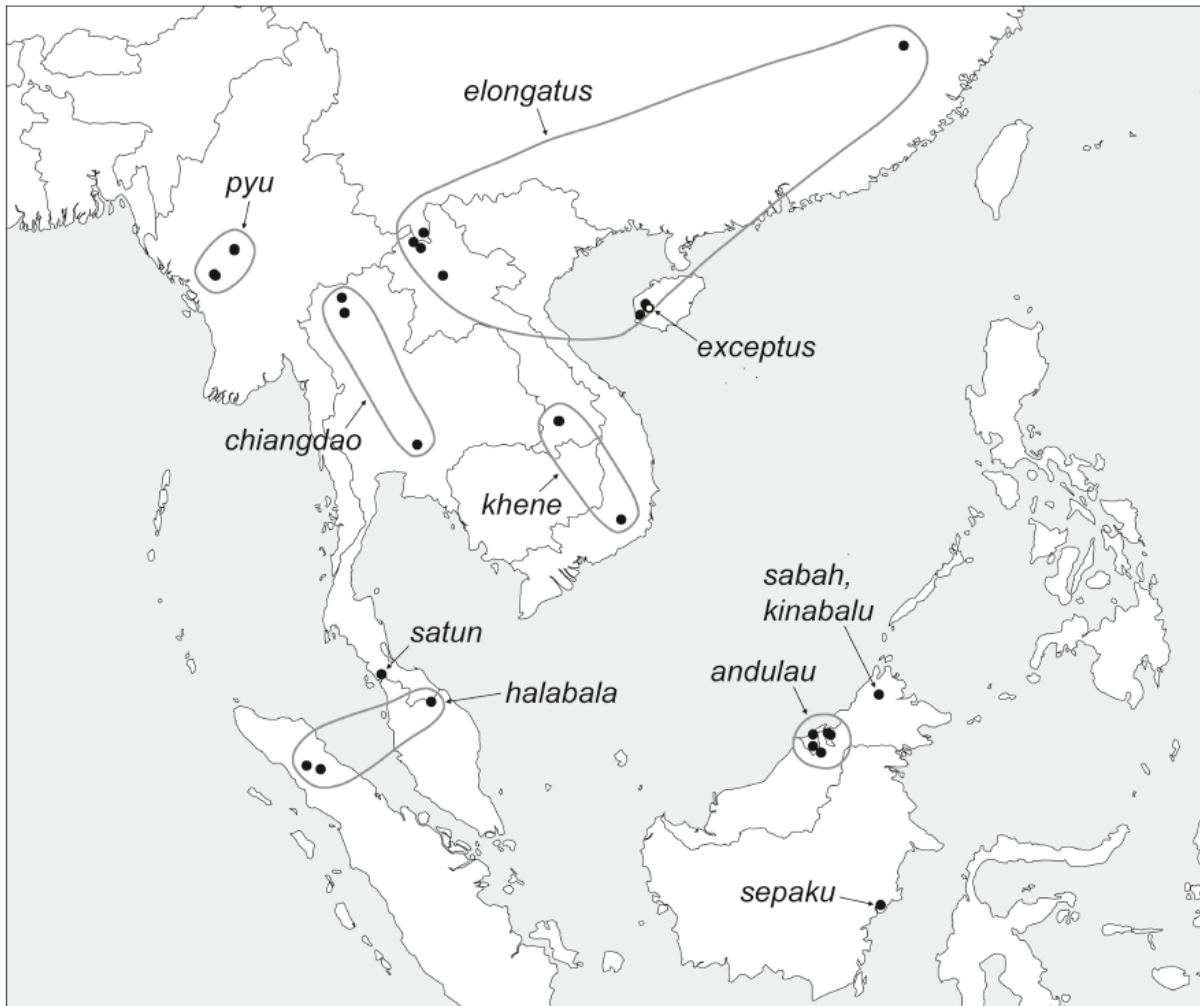 elongatus
pyu
exceptus
chiangdao
khene
sabah,
kinabalu
satun
andulau
halabala
sepaku